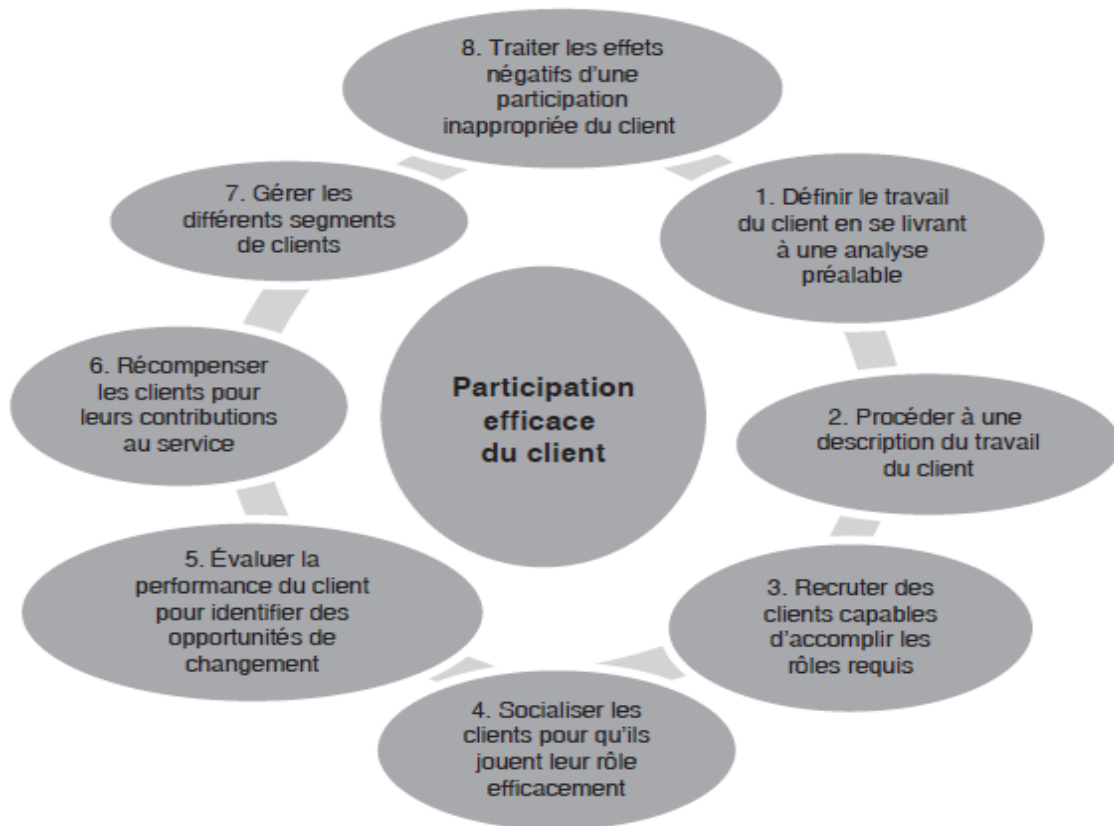 8. Traiter les effets
négatifs d'une
participation
inappropriée du client
1. Définir le travail
du client en se livrant
à une analyse
préalable
2. Procéder à une
description du travail
du client
3. Recruter des
clients capables
d'accomplir les
rôles requis
4. Socialiser les
clients pour qu'ils
jouent leur rôle
efficacement
5. Évaluer la
performance du client
pour identifier des
opportunités de
changement
6. Récompenser
les clients pour
leurs contributions
au service
7. Gérer les
différents segments
de clients
Participation
efficace
du client